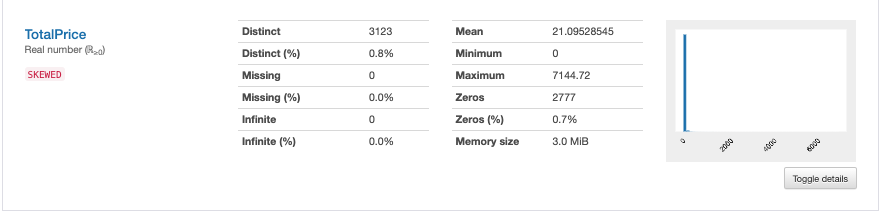 TotalPrice
Real number (ℝ≥0)
SKEWED
Distinct 3123
Distinct (%) 0.8%
Missing 0
Missing (%) 0.0%
Infinite 0
Infinite (%) 0.0%
Mean 21.09528545
Minimum 0
Maximum 7144.72
Zeros 2777
Zeros (%) 0.7%
Memory size 3.0 MiB
0 2000 4000 6000
Toggle details